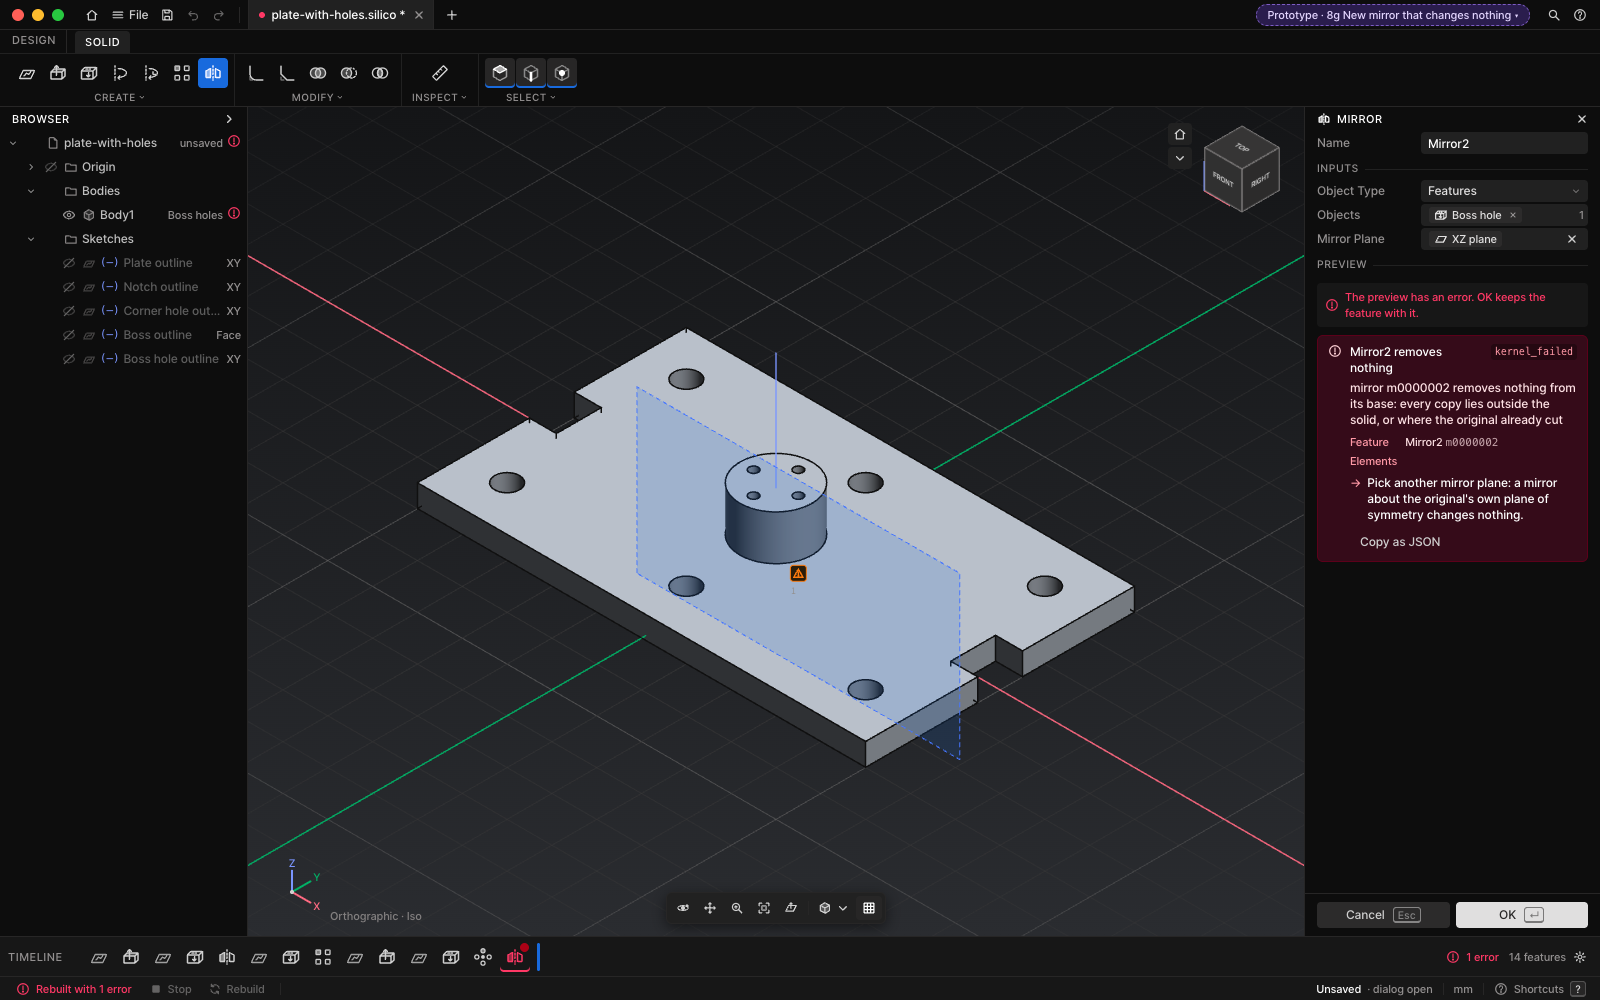 File
plate-with-holes.silico *
Prototype · 8g New mirror that changes nothing
DESIGN
SOLID
CREATE
MODIFY
INSPECT
SELECT
BROWSER
plate-with-holes unsaved
Origin
Bodies
Body1 Boss holes
Sketches
Plate outline XY
Notch outline XY
Corner hole out... XY
Boss outline Face
Boss hole outline XY
TOP
FRONT
RIGHT
1
Z
Y
X
Orthographic · Iso
MIRROR
Name Mirror2
INPUTS
Object Type Features
Objects Boss hole × 1
Mirror Plane XZ plane
PREVIEW
The preview has an error. OK keeps the
feature with it.
Mirror2 removes kernel_failed
nothing
mirror m0000002 removes nothing from
its base: every copy lies outside the
solid, or where the original already cut
Feature Mirror2 m0000002
Elements
→ Pick another mirror plane: a mirror
about the original's own plane of
symmetry changes nothing.
Copy as JSON
Cancel Esc
OK
TIMELINE
1 error 14 features
Rebuilt with 1 error
Stop
Rebuild
Unsaved · dialog open
mm
Shortcuts ?